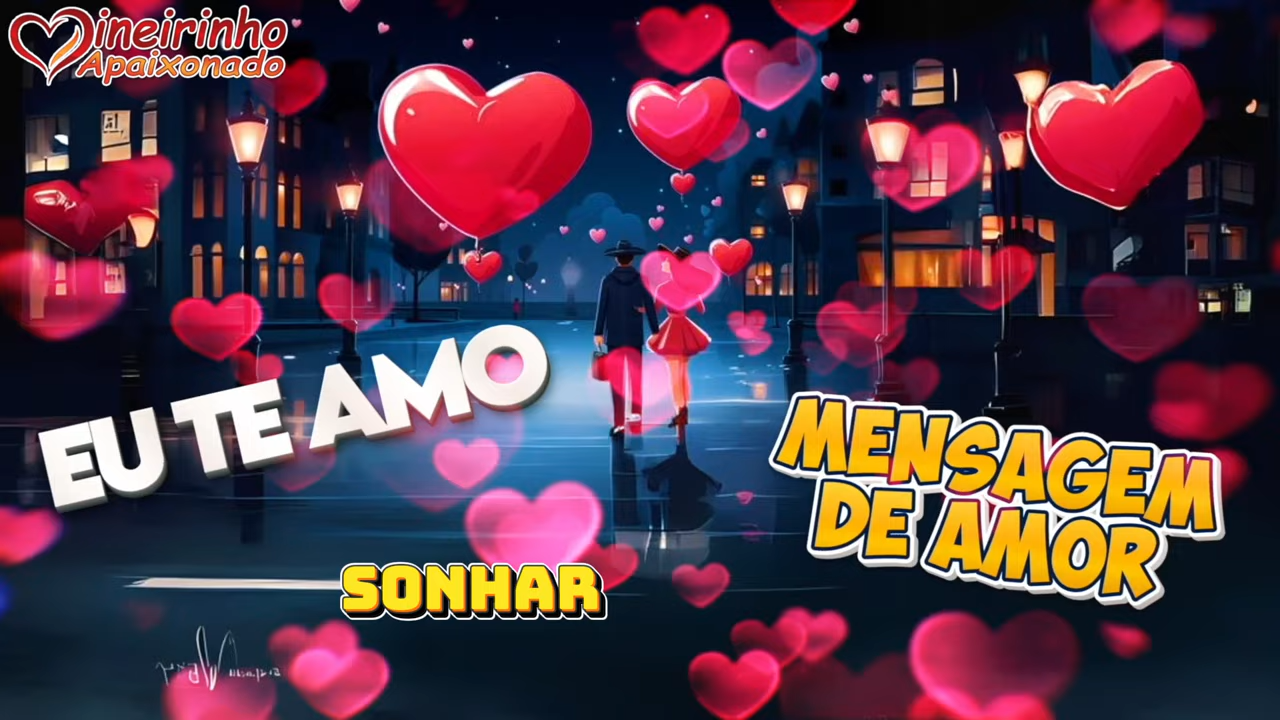 Mineirinho
Apaixonado
EU TE AMO
MENSAGEM
DE AMOR
SONHAR